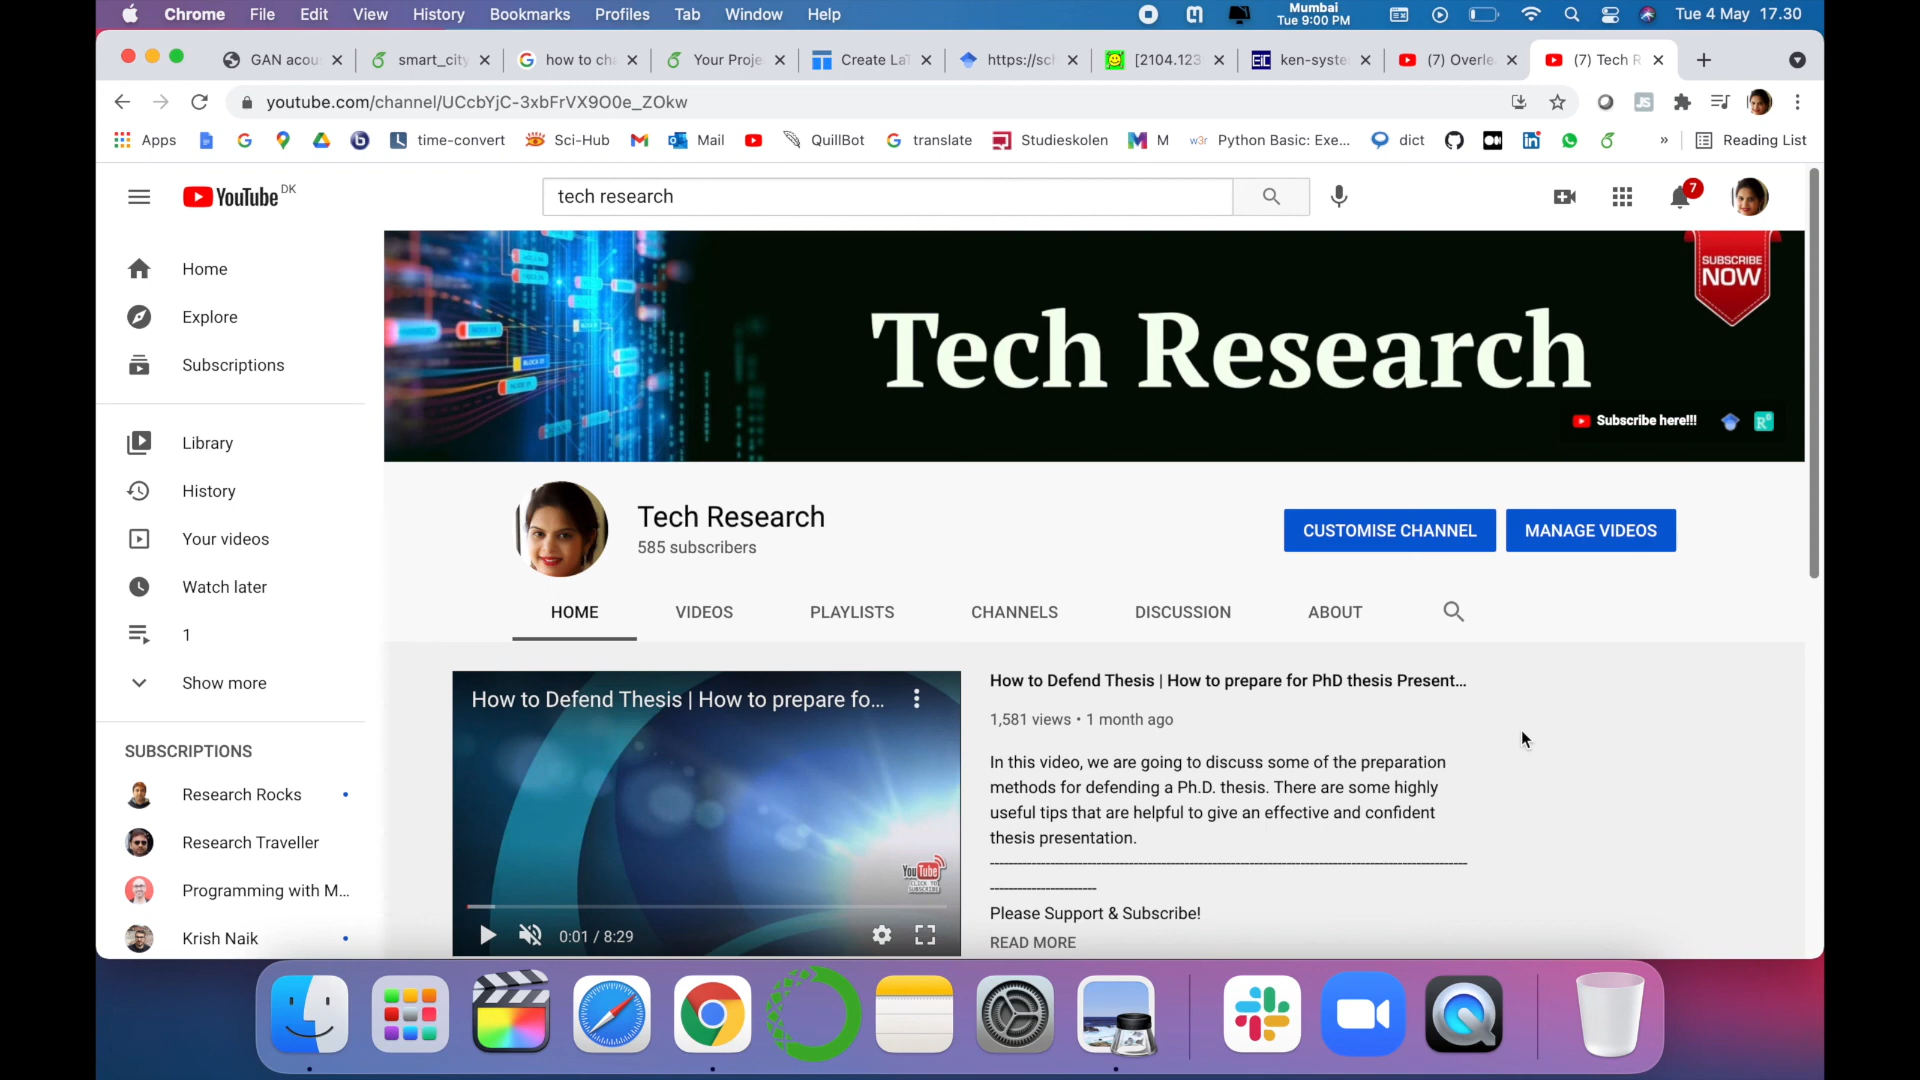 Chrome File Edit View History Bookmarks Profiles Tab Window Help
Mumbai
Tue 9:00 PM
Tue 4 May 17.30
GAN acou
smart_city
how to cha
Your Proje
Create LaT
https://sch
[2104.123
ken-syste
(7) Overle
(7) Tech R
youtube.com/channel/UCcbYjC-3xbFrVX9O0e_ZOkw
JS
Apps time-convert Sci-Hub Mail QuillBot translate Studieskolen M Python Basic: Exe... dict » Reading List
YouTube DK
tech research
7
Home
Explore
Subscriptions
Library
History
Your videos
Watch later
1
Show more
SUBSCRIPTIONS
Research Rocks
Research Traveller
Programming with M...
Krish Naik
SUBSCRIBE
NOW
Tech Research
Subscribe here!!!
Tech Research
585 subscribers
CUSTOMISE CHANNEL
MANAGE VIDEOS
HOME VIDEOS PLAYLISTS CHANNELS DISCUSSION ABOUT
How to Defend Thesis | How to prepare fo...
You Tube
CLICK TO
SUBSCRIBE
0:01 / 8:29
How to Defend Thesis | How to prepare for PhD thesis Present...
1,581 views • 1 month ago
In this video, we are going to discuss some of the preparation
methods for defending a Ph.D. thesis. There are some highly
useful tips that are helpful to give an effective and confident
thesis presentation.
Please Support & Subscribe!
READ MORE